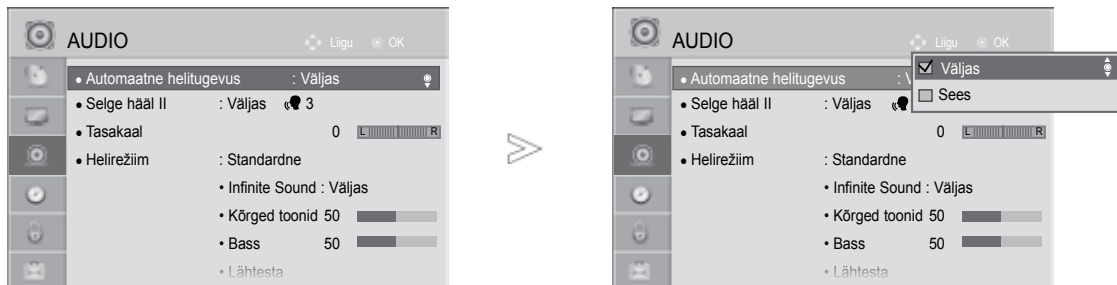 AUDIO
Liigu OK
• Automaatne helitugevus : Väljas
• Selge hääl II : Väljas 3
• Tasakaal 0 L R
• Helirežiim : Standardne
• Infinite Sound : Väljas
• Kõrged toonid 50
• Bass 50
• Lähtesta
AUDIO
Liigu OK
Väljas
Sees
• Automaatne helitugevus : V
• Selge hääl II : Väljas
• Tasakaal 0 L R
• Helirežiim : Standardne
• Infinite Sound : Väljas
• Kõrged toonid 50
• Bass 50
• Lähtesta